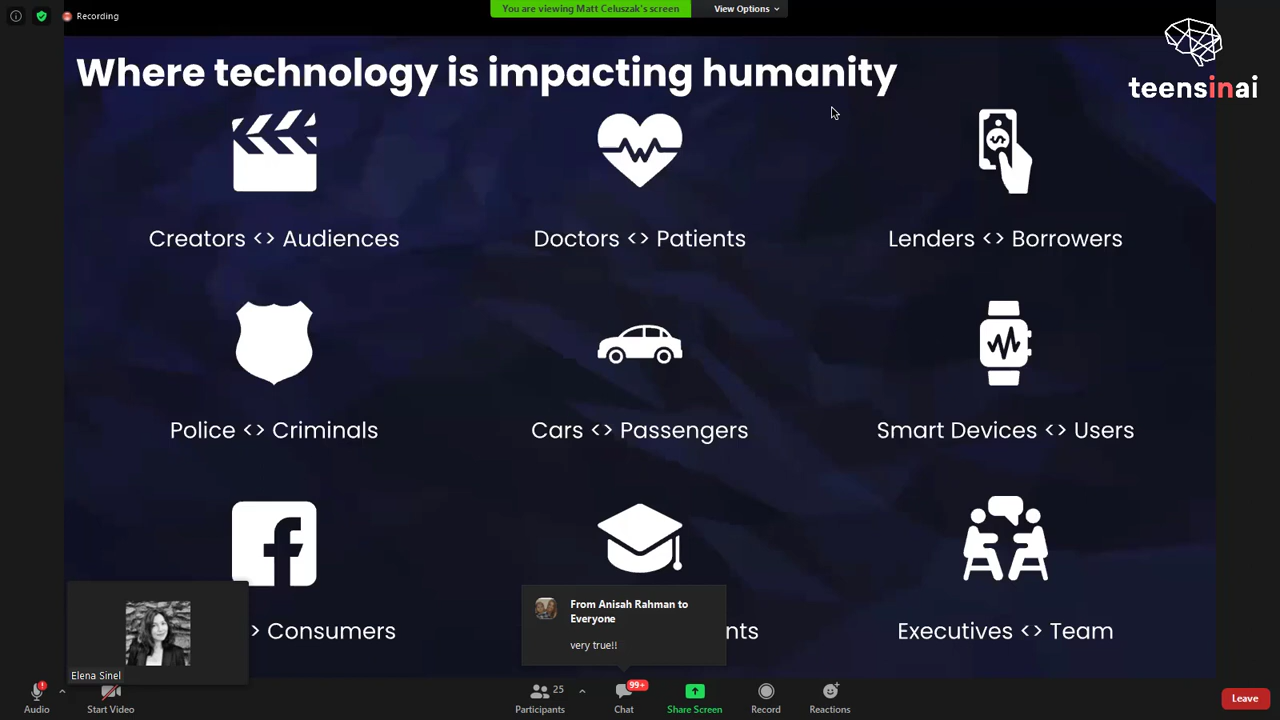 Recording
You are viewing Matt Celuszak's screen
View Options
Where technology is impacting humanity
teensinai
Creators <> Audiences
Doctors <> Patients
Lenders <> Borrowers
Police <> Criminals
Cars <> Passengers
Smart Devices <> Users
> Consumers
nts
Executives <> Team
From Anisah Rahman to
Everyone
very true!!
Elena Sinel
Audio
Start Video
25
Participants
99+
Chat
Share Screen
Record
Reactions
Leave